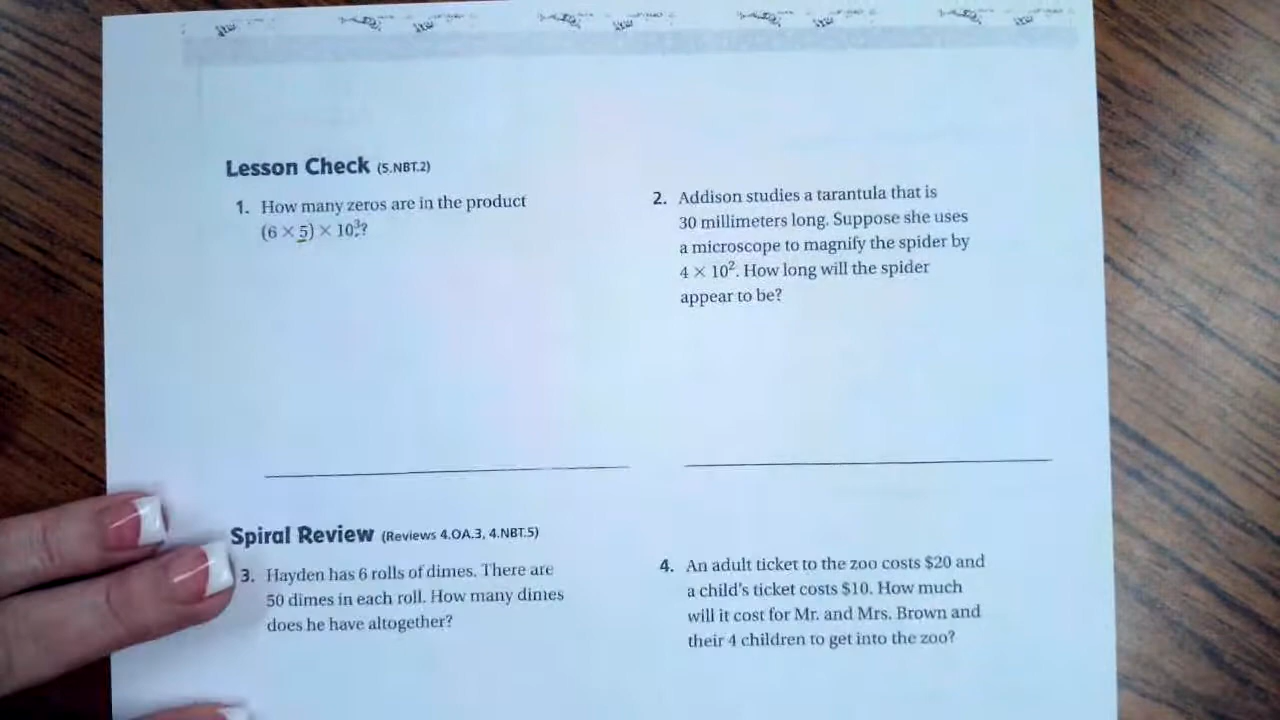 Lesson Check (5.NBT.2)
1. How many zeros are in the product
(6 × 5) × 10³?
2. Addison studies a tarantula that is
30 millimeters long. Suppose she uses
a microscope to magnify the spider by
4 × 10². How long will the spider
appear to be?
Spiral Review (Reviews 4.OA.3, 4.NBT.5)
3. Hayden has 6 rolls of dimes. There are
50 dimes in each roll. How many dimes
does he have altogether?
4. An adult ticket to the zoo costs $20 and
a child's ticket costs $10. How much
will it cost for Mr. and Mrs. Brown and
their 4 children to get into the zoo?